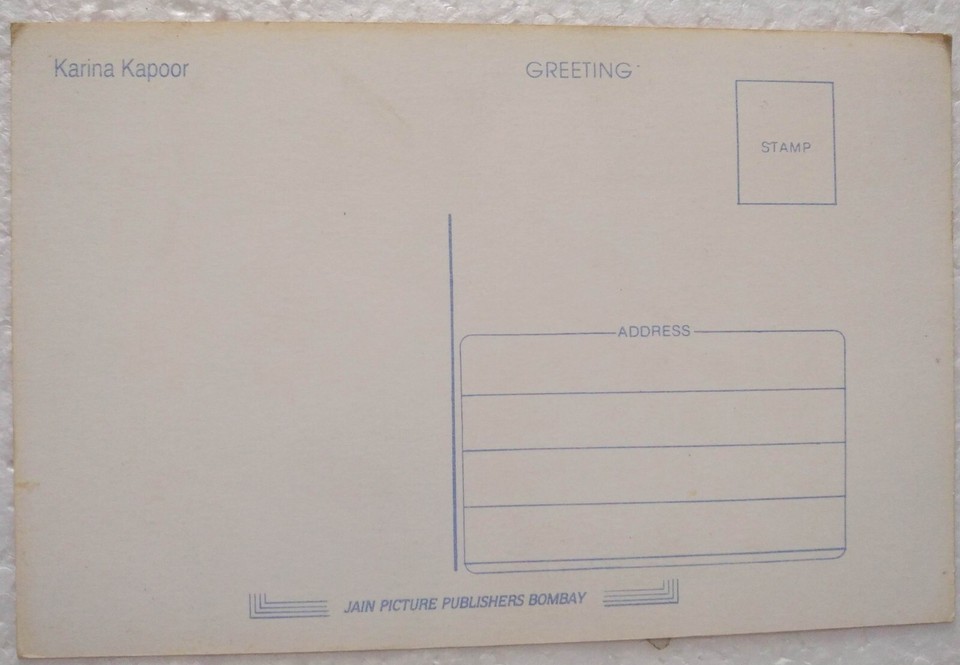 Karina Kapoor
GREETING
STAMP
ADDRESS
JAIN PICTURE PUBLISHERS BOMBAY